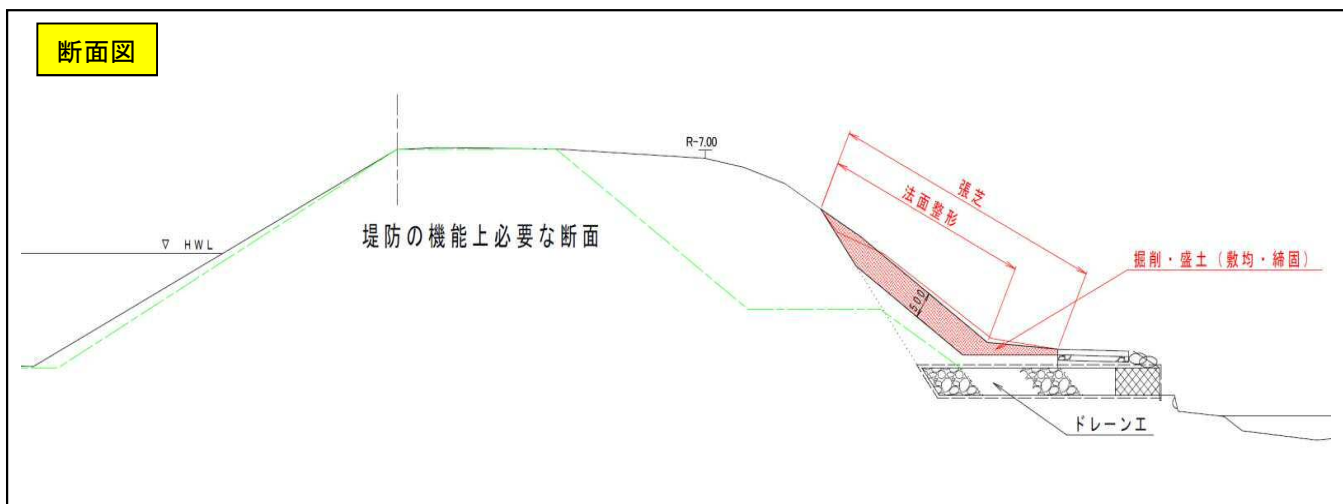 断面図
R-7.00
張芝
法面整形
堤防の機能上必要な断面
▽ HWL
掘削・盛土(敷均・締固)
500
ドレーン工